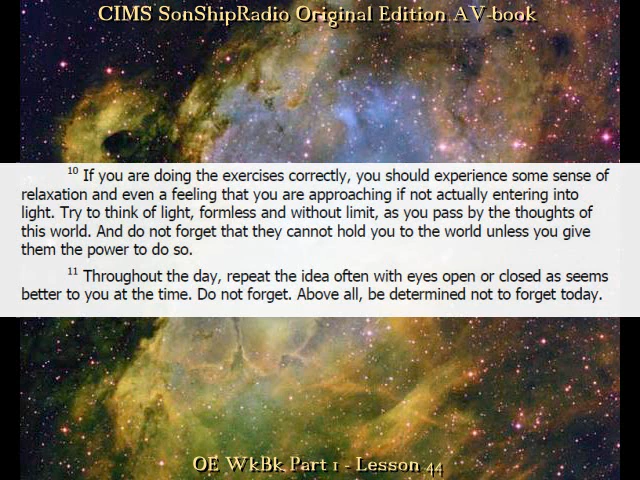 CIMS SonShipRadio Original Edition AV-book
10 If you are doing the exercises correctly, you should experience some sense of
relaxation and even a feeling that you are approaching if not actually entering into
light. Try to think of light, formless and without limit, as you pass by the thoughts of
this world. And do not forget that they cannot hold you to the world unless you give
them the power to do so.
11 Throughout the day, repeat the idea often with eyes open or closed as seems
better to you at the time. Do not forget. Above all, be determined not to forget today.
OE WkBk Part 1 - Lesson 44